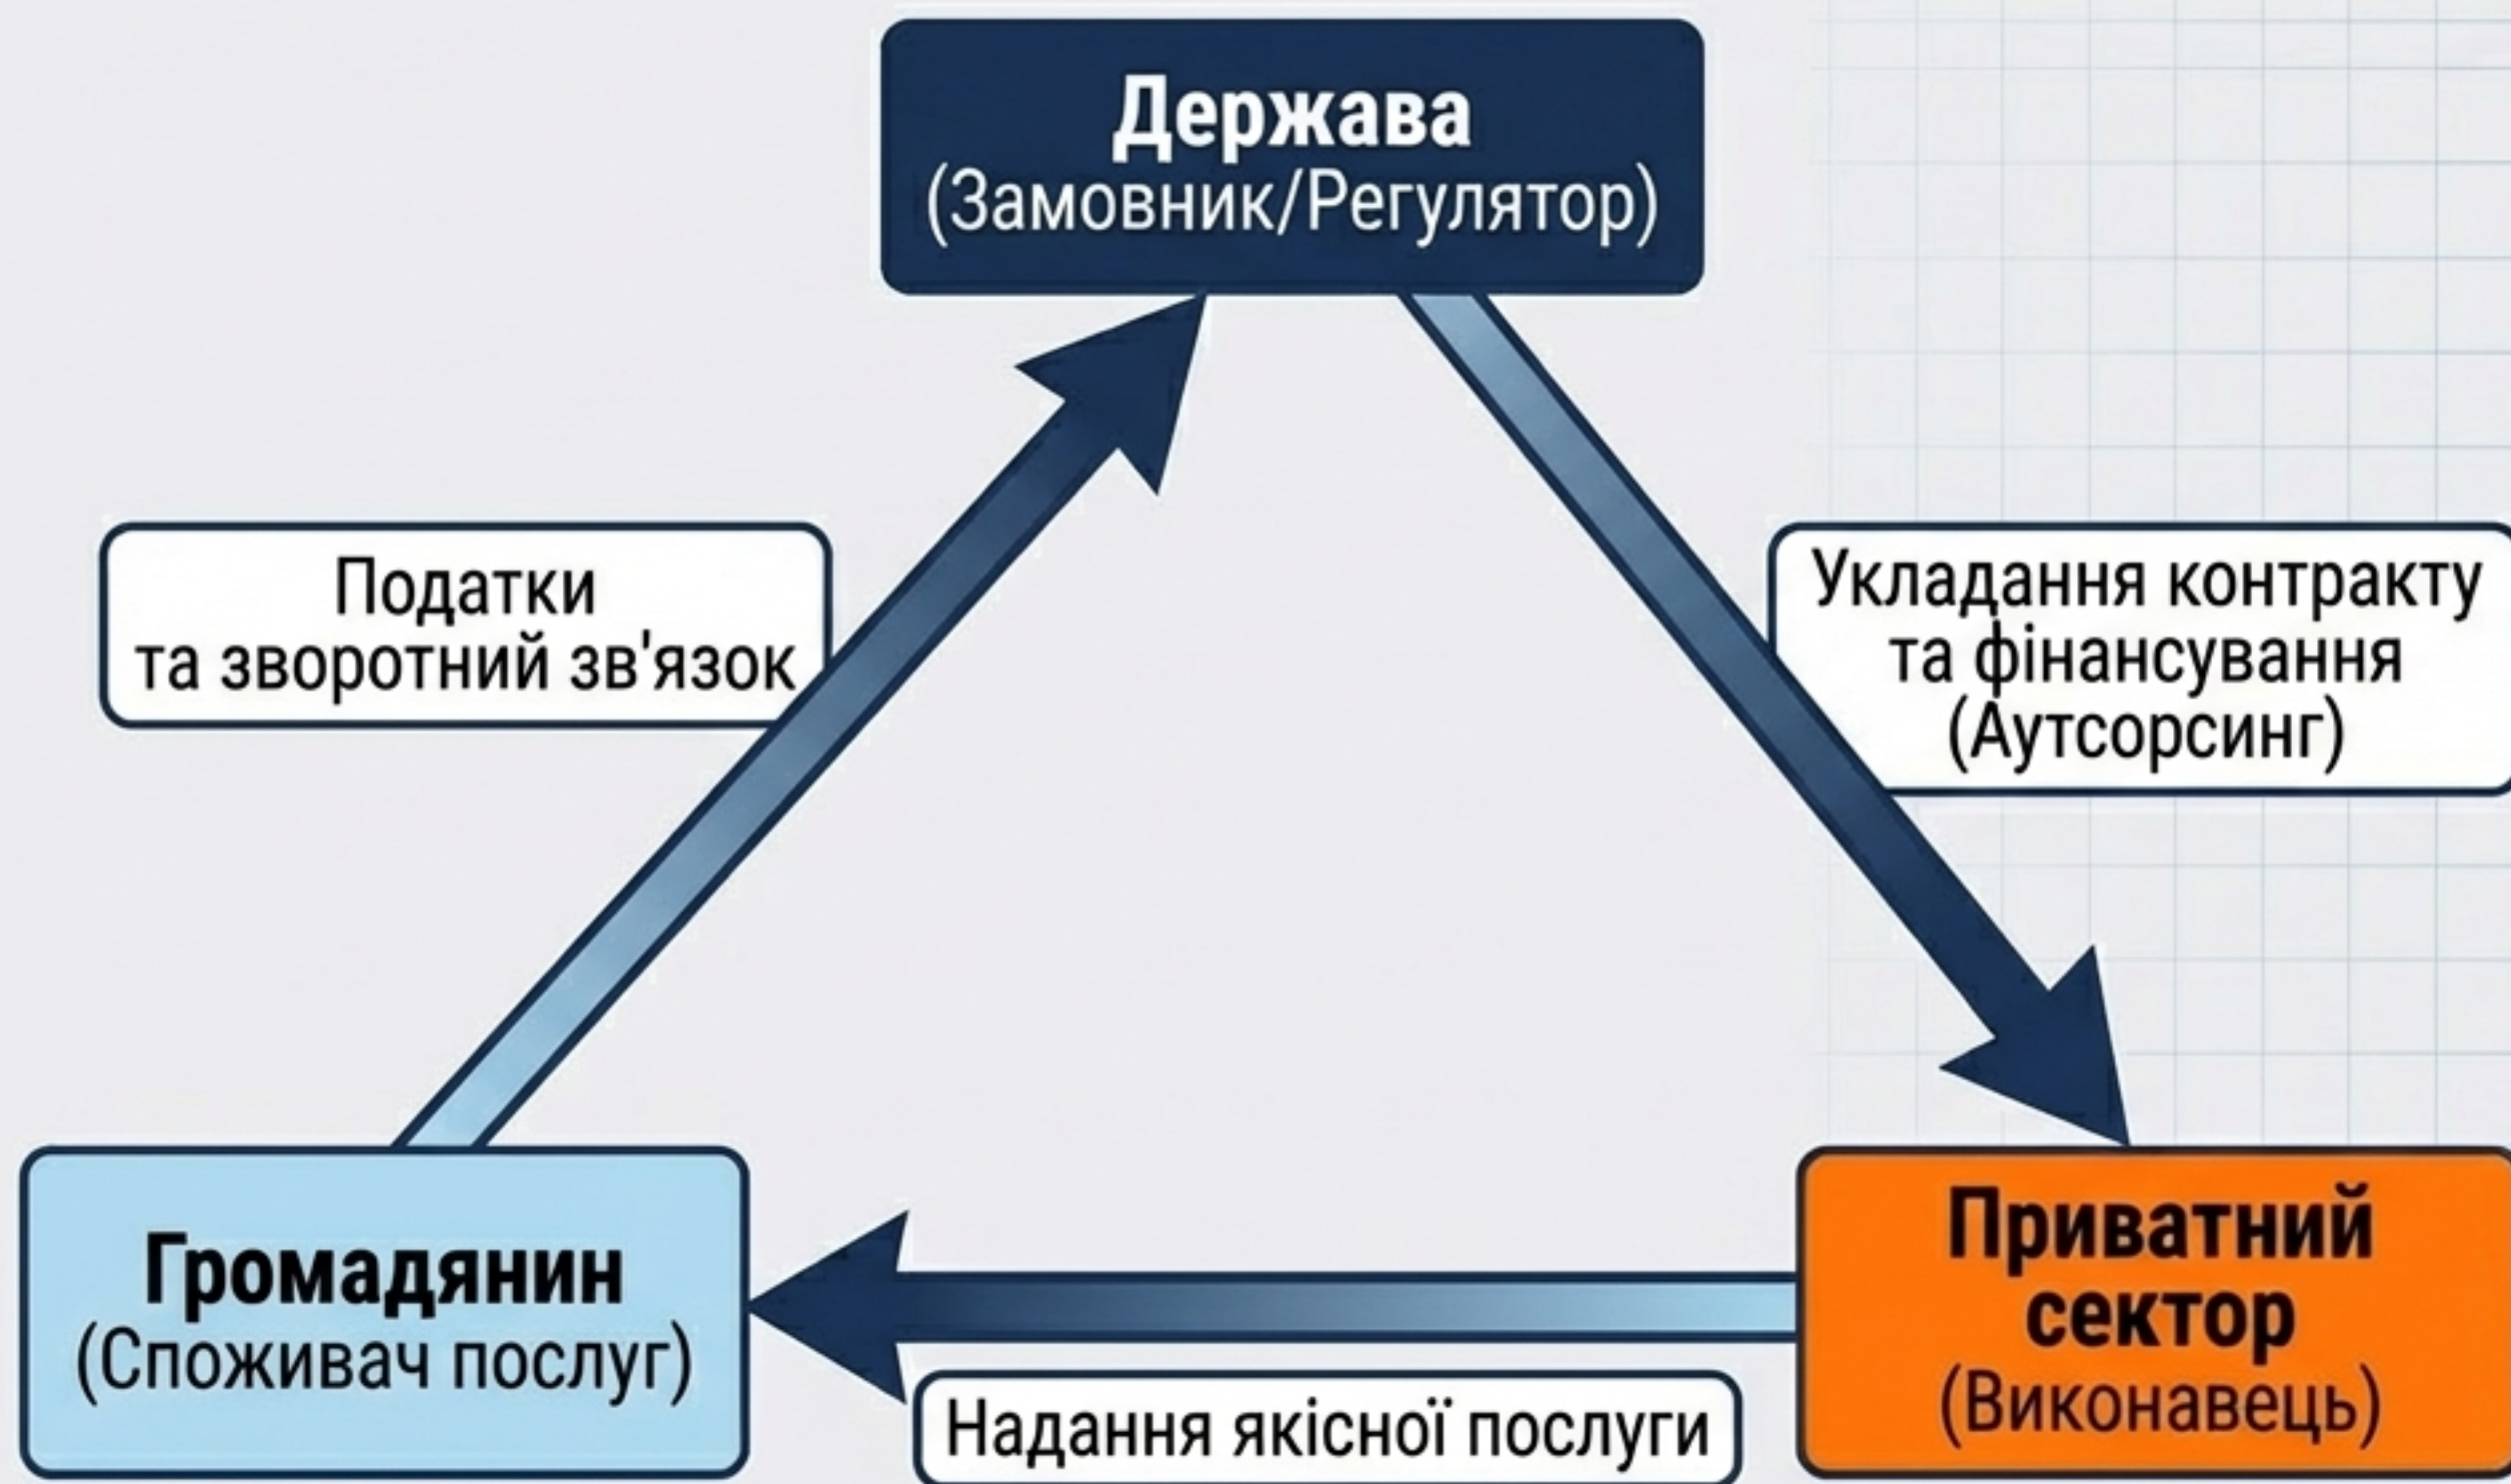 Держава
(Замовник/Регулятор)
Податки
та зворотний зв'язок
Укладання контракту
та фінансування
(Аутсорсинг)
Громадянин
(Споживач послуг)
Надання якісної послуги
Приватний
сектор
(Виконавець)